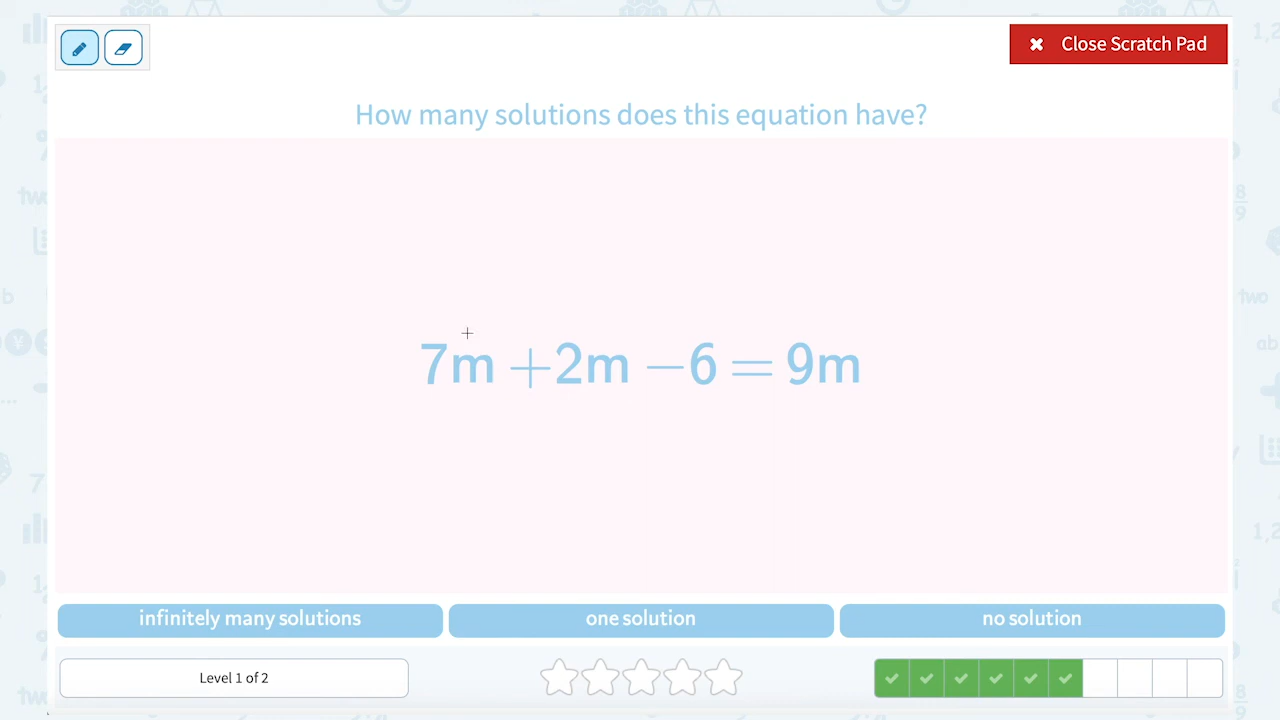 Close Scratch Pad
How many solutions does this equation have?
7m + 2m − 6 = 9m
infinitely many solutions
one solution
no solution
Level 1 of 2